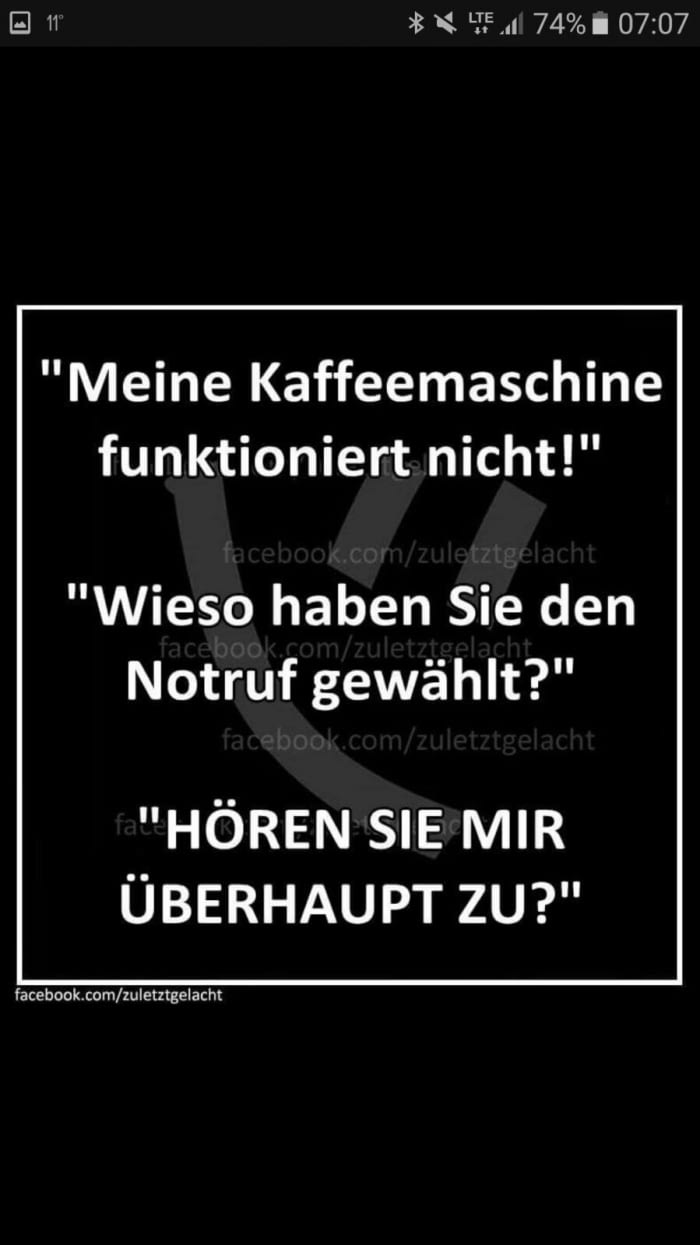 11°
LTE 74% 07:07
"Meine Kaffeemaschine
funktioniert nicht!"
facebook.com/zuletztgelacht
"Wieso haben Sie den
facebook.com/zuletztgelacht
Notruf gewählt?"
facebook.com/zuletztgelacht
"HÖREN SIE MIR
ÜBERHAUPT ZU?"
facebook.com/zuletztgelacht